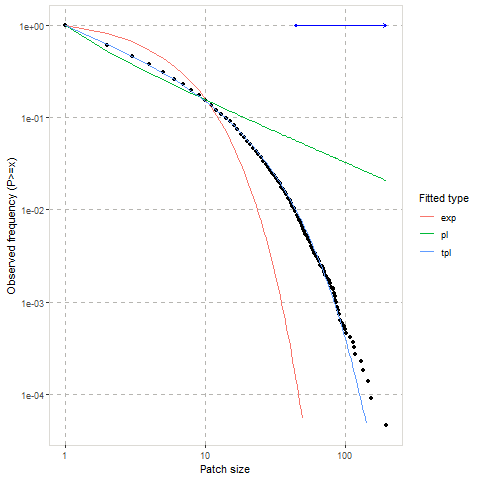 1e+00
1e-01
1e-02
1e-03
1e-04
Observed frequency (P>=x)
1
10
100
Patch size
Fitted type
exp
pl
tpl